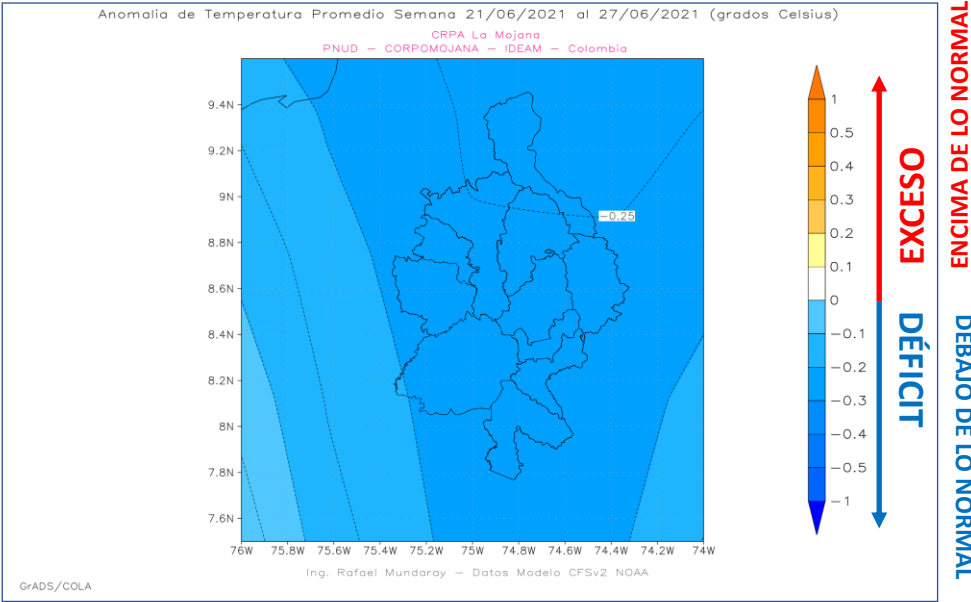 Anomalia de Temperatura Promedio Semana 21/06/2021 al 27/06/2021 (grados Celsius)
CRPA La Mojana
PNUD − CORPOMOJANA − IDEAM − Colombia
9.4N
9.2N
9N
8.8N
8.6N
8.4N
8.2N
8N
7.8N
7.6N
76W 75.8W 75.6W 75.4W 75.2W 75W 74.8W 74.6W 74.4W 74.2W 74W
−0.25
Ing. Rafael Mundaray − Datos Modelo CFSv2 NOAA
GrADS/COLA
1
0.5
0.4
0.3
0.2
0.1
0
−0.1
−0.2
−0.3
−0.4
−0.5
−1
EXCESO
DÉFICIT
ENCIMA DE LO NORMAL
DEBAJO DE LO NORMAL